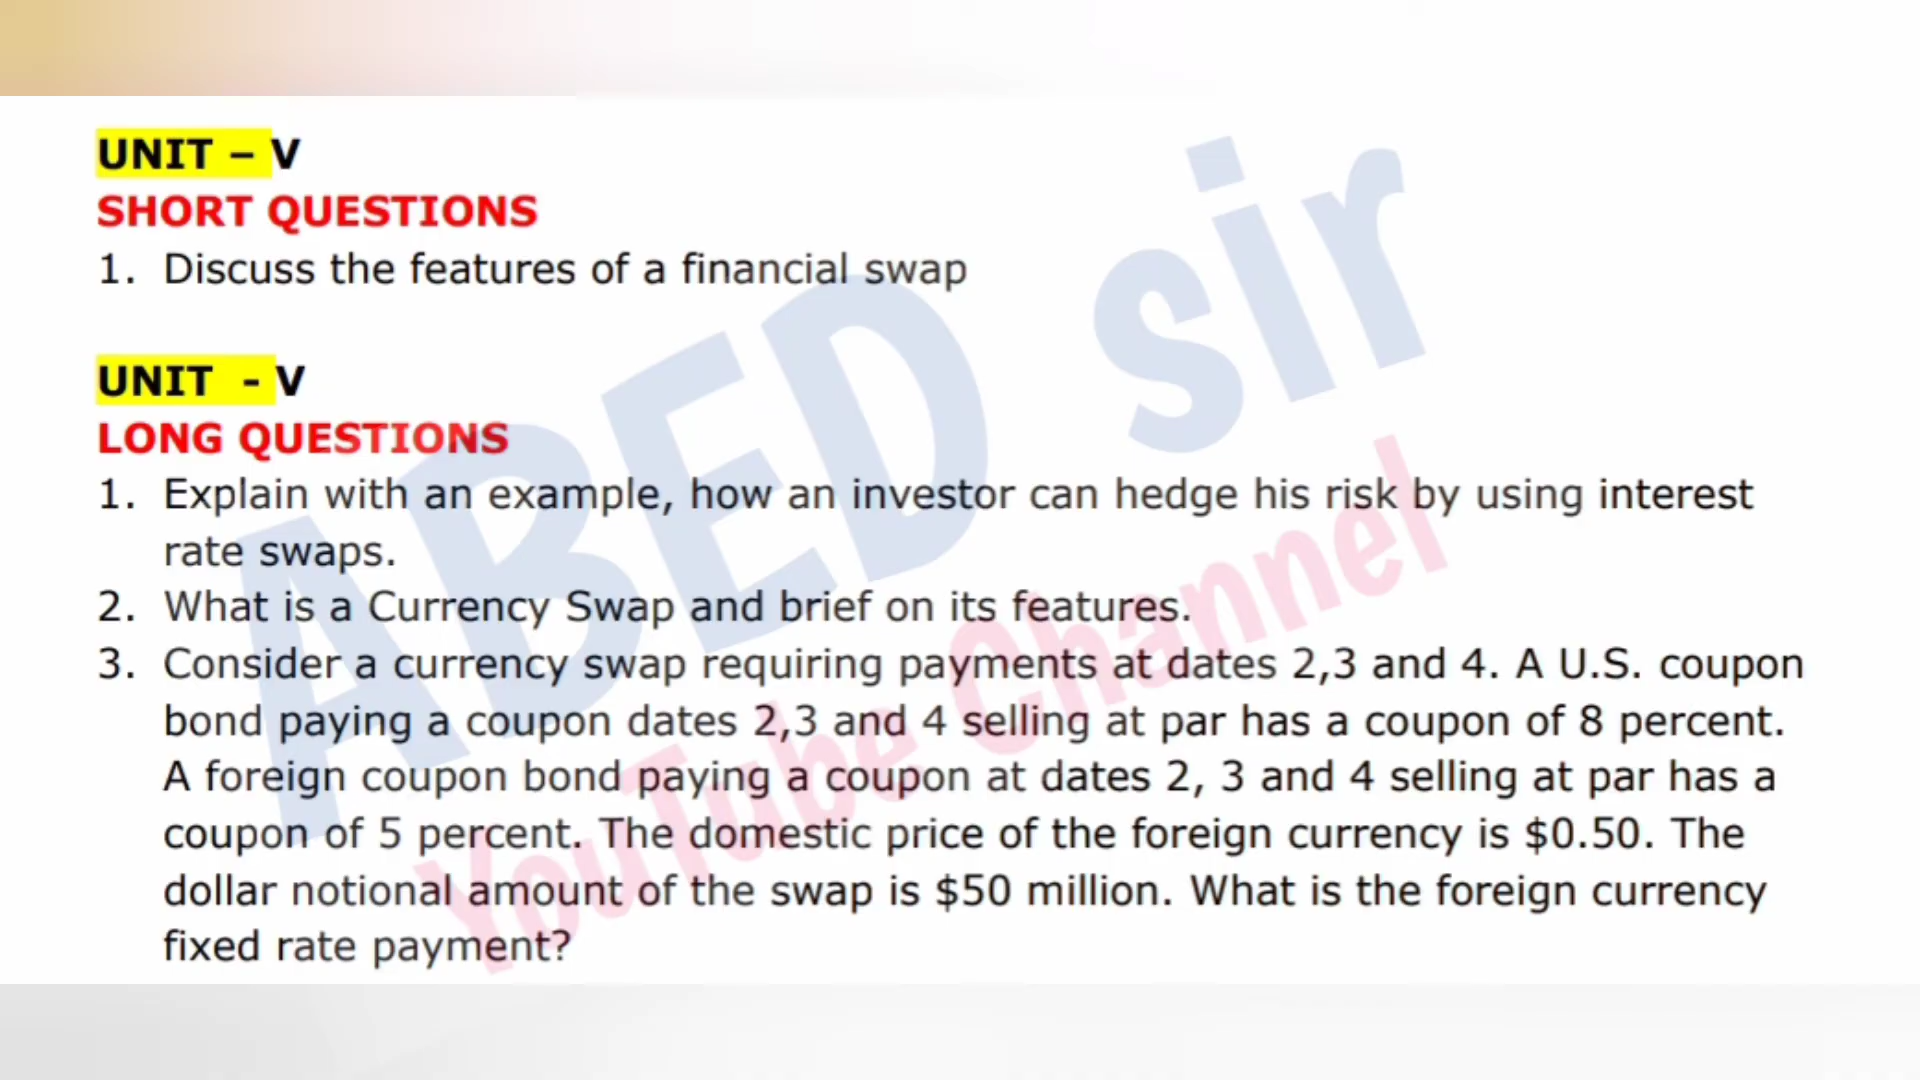 UNIT – V
SHORT QUESTIONS
1. Discuss the features of a financial swap
UNIT - V
LONG QUESTIONS
1. Explain with an example, how an investor can hedge his risk by using interest
rate swaps.
2. What is a Currency Swap and brief on its features.
3. Consider a currency swap requiring payments at dates 2,3 and 4. A U.S. coupon
bond paying a coupon dates 2,3 and 4 selling at par has a coupon of 8 percent.
A foreign coupon bond paying a coupon at dates 2, 3 and 4 selling at par has a
coupon of 5 percent. The domestic price of the foreign currency is $0.50. The
dollar notional amount of the swap is $50 million. What is the foreign currency
fixed rate payment?
ABED sir
YouTube Channel